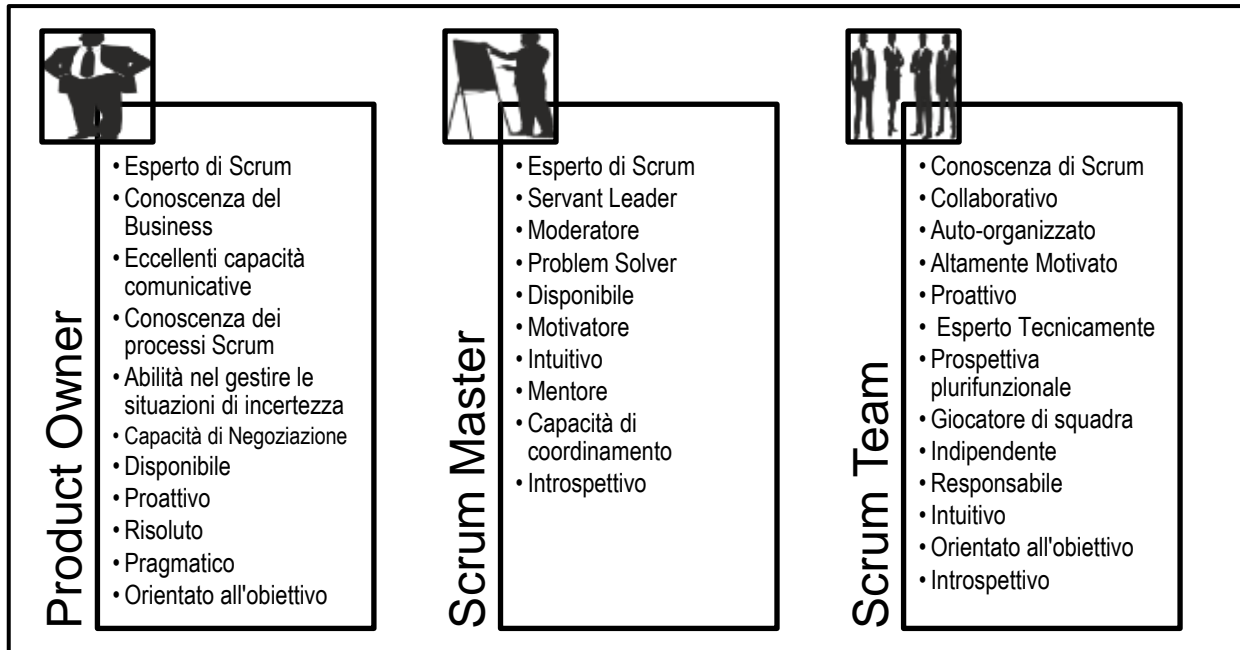 Product Owner
• Esperto di Scrum
• Conoscenza del
Business
• Eccellenti capacità
comunicative
• Conoscenza dei
processi Scrum
• Abilità nel gestire le
situazioni di incertezza
• Capacità di Negoziazione
• Disponibile
• Proattivo
• Risoluto
• Pragmatico
• Orientato all'obiettivo
Scrum Master
• Esperto di Scrum
• Servant Leader
• Moderatore
• Problem Solver
• Disponibile
• Motivatore
• Intuitivo
• Mentore
• Capacità di
coordinamento
• Introspettivo
Scrum Team
• Conoscenza di Scrum
• Collaborativo
• Auto-organizzato
• Altamente Motivato
• Proattivo
• Esperto Tecnicamente
• Prospettiva
plurifunzionale
• Giocatore di squadra
• Indipendente
• Responsabile
• Intuitivo
• Orientato all'obiettivo
• Introspettivo